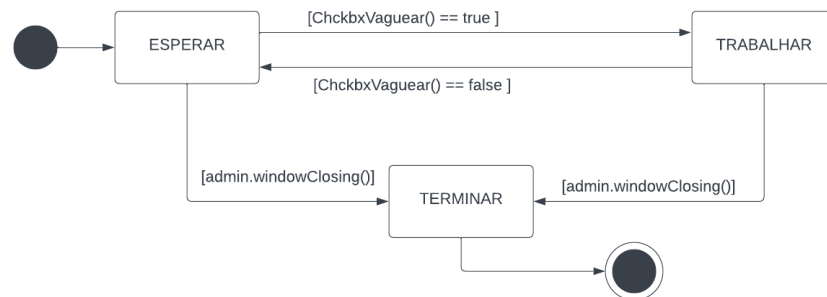 [ChckbxVaguear() == true ]
ESPERAR
TRABALHAR
[ChckbxVaguear() == false ]
[admin.windowClosing()]
[admin.windowClosing()]
TERMINAR